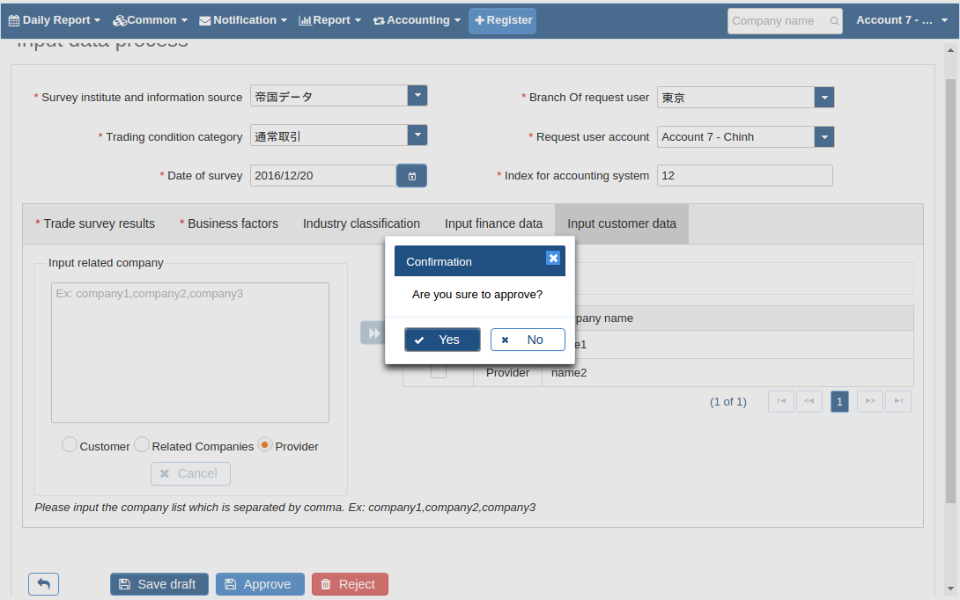 Daily Report Common Notification Report Accounting Register Company name Account 7 - ...
Input data process
* Survey institute and information source 帝国データ * Branch Of request user 東京
* Trading condition category 通常取引 * Request user account Account 7 - Chinh
* Date of survey 2016/12/20 * Index for accounting system 12
* Trade survey results * Business factors Industry classification Input finance data Input customer data
Confirmation
Are you sure to approve?
Yes No
Input related company
Ex: company1,company2,company3
Customer Related Companies Provider
Cancel
Provider name2
(1 of 1) 1
Please input the company list which is separated by comma. Ex: company1,company2,company3
Save draft Approve Reject